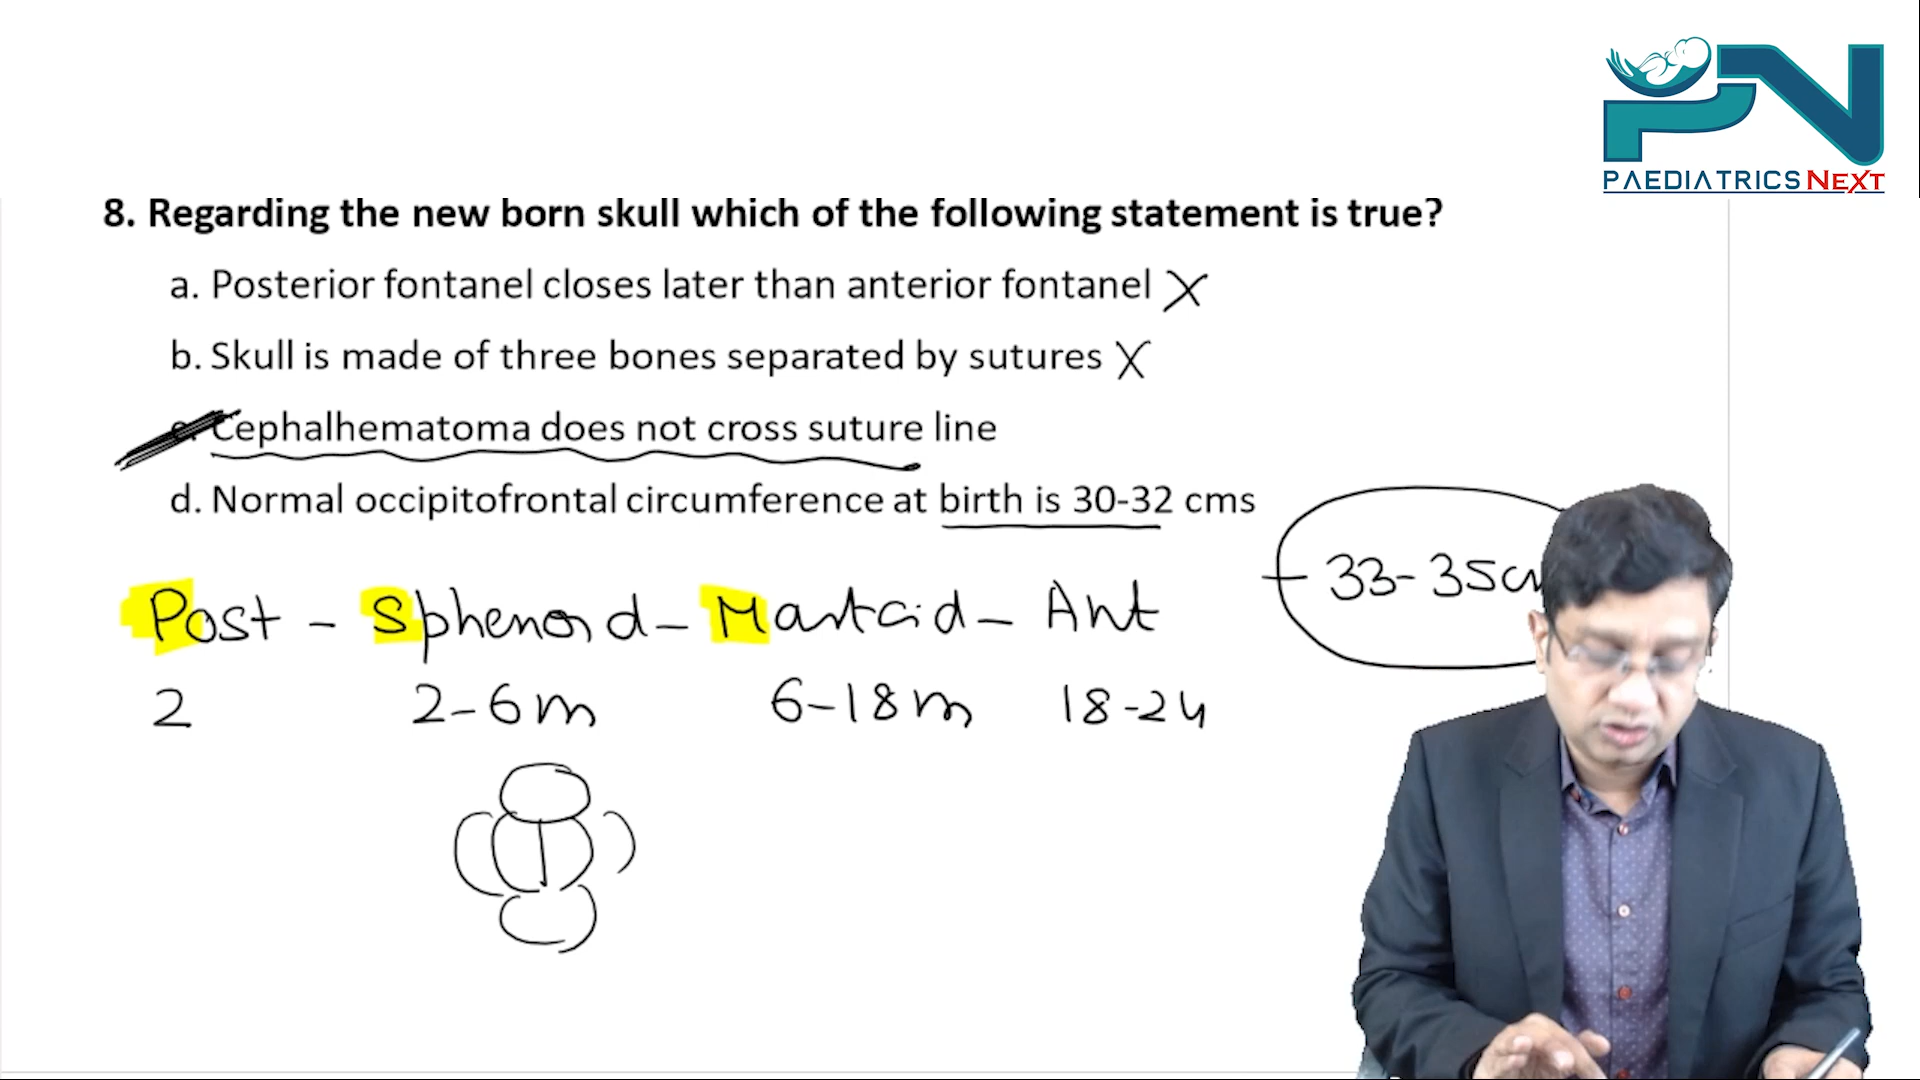 PAEDIATRICS NEXT
8. Regarding the new born skull which of the following statement is true?
a. Posterior fontanel closes later than anterior fontanel X
b. Skull is made of three bones separated by sutures X
c. Cephalhematoma does not cross suture line
d. Normal occipitofrontal circumference at birth is 30-32 cms
33-35cm
Post - Sphenoid - Mastoid - Ant
2 2-6m 6-18m 18-24